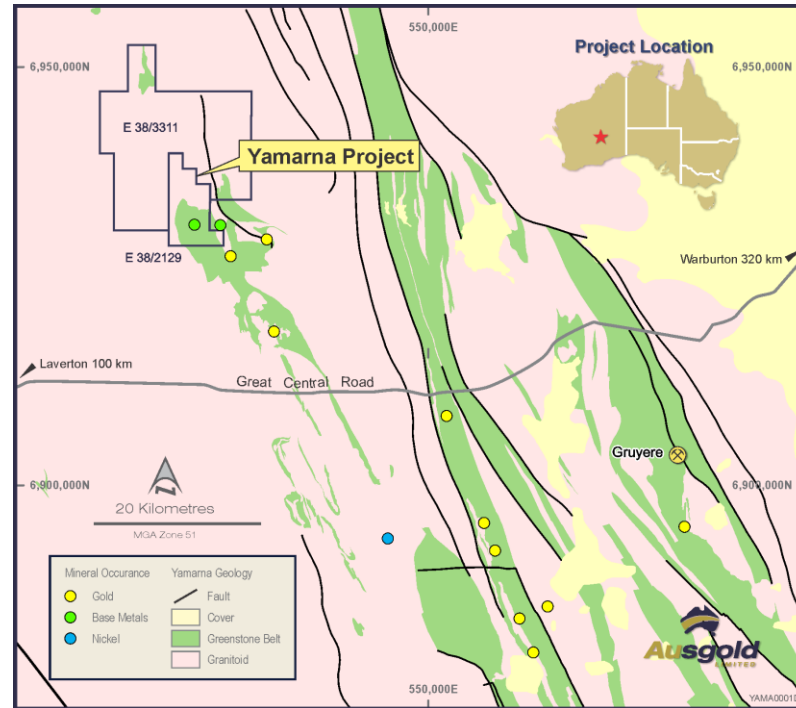 550,000E
Project Location
6,950,000N
6,950,000N
E 38/3311
Yamarna Project
E 38/2129
Warburton 320 km
Laverton 100 km
Great Central Road
Gruyere
6,900,000N
6,900,000N
N
20 Kilometres
MGA Zone 51
Mineral Occurance
Gold
Base Metals
Nickel
Yamarna Geology
Fault
Cover
Greenstone Belt
Granitoid
Ausgold
LIMITED
550,000E
YAMA00010